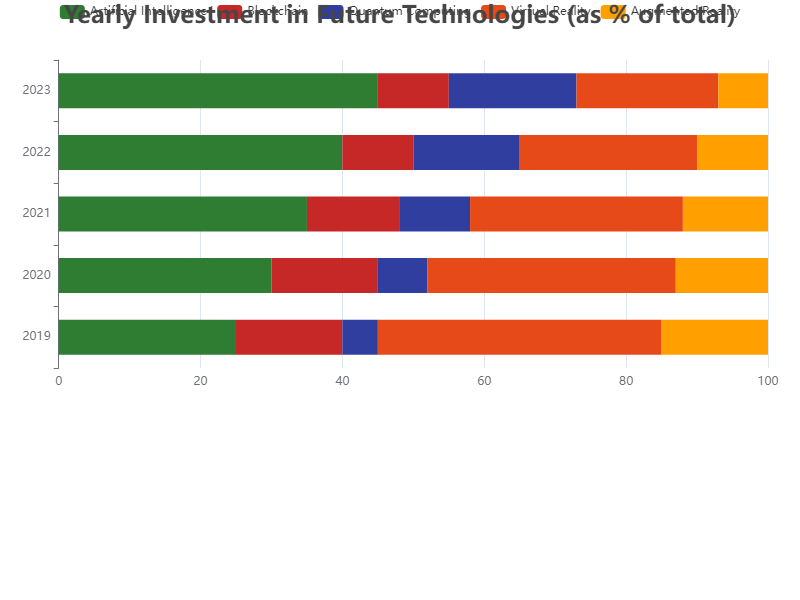 Yearly Investment in Future Technologies (as % of total)
Artificial Intelligence Blockchain Quantum Computing Virtual Reality Augmented Reality
2023
2022
2021
2020
2019
0 20 40 60 80 100